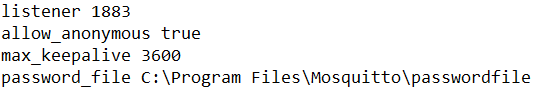 listener 1883
allow_anonymous true
max_keepalive 3600
password_file C:\Program Files\Mosquitto\passwordfile